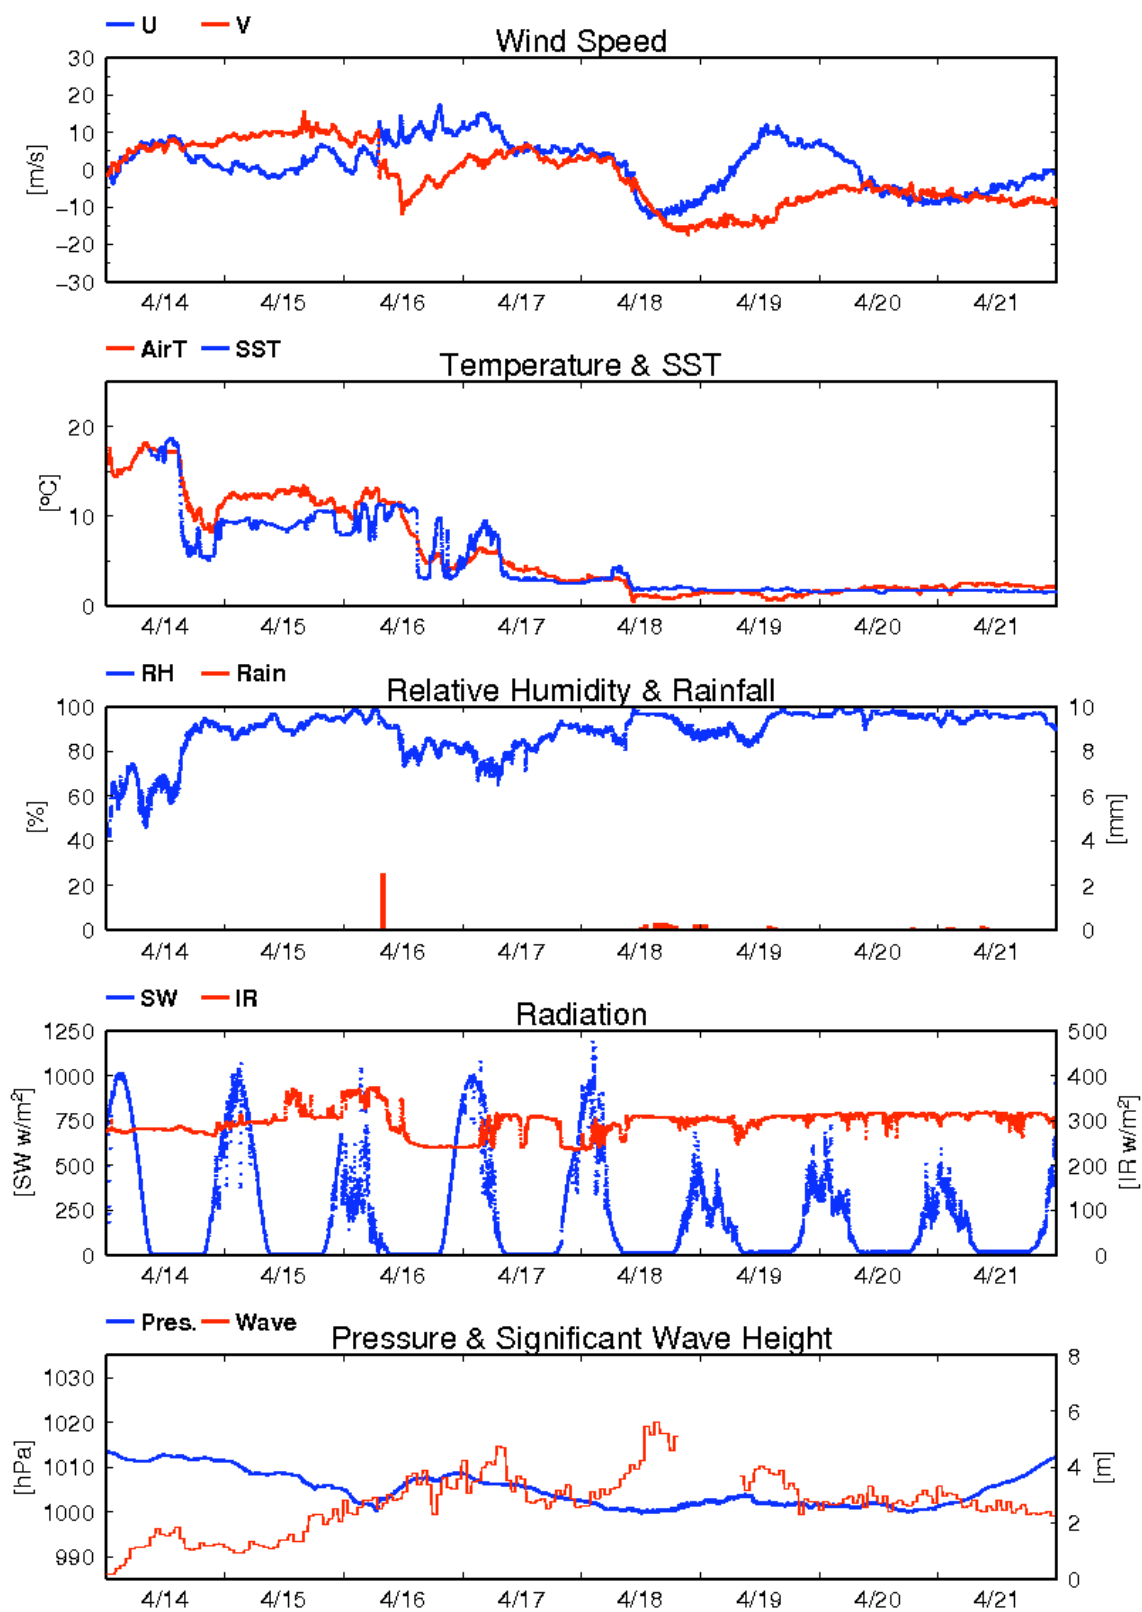 U V
Wind Speed
30
20
10
0
−10
−20
−30
[m/s]
4/14 4/15 4/16 4/17 4/18 4/19 4/20 4/21
AirT SST
Temperature & SST
20
10
0
[ºC]
4/14 4/15 4/16 4/17 4/18 4/19 4/20 4/21
RH Rain
Relative Humidity & Rainfall
100 10
80 8
60 6
40 4
20 2
0 0
[%] [mm]
4/14 4/15 4/16 4/17 4/18 4/19 4/20 4/21
SW IR
Radiation
1250 500
1000 400
750 300
500 200
250 100
0 0
[SW w/m²] [IR w/m²]
4/14 4/15 4/16 4/17 4/18 4/19 4/20 4/21
Pres. Wave
Pressure & Significant Wave Height
8
1030
1020 6
1010 4
1000 2
990
0
[hPa] [m]
4/14 4/15 4/16 4/17 4/18 4/19 4/20 4/21